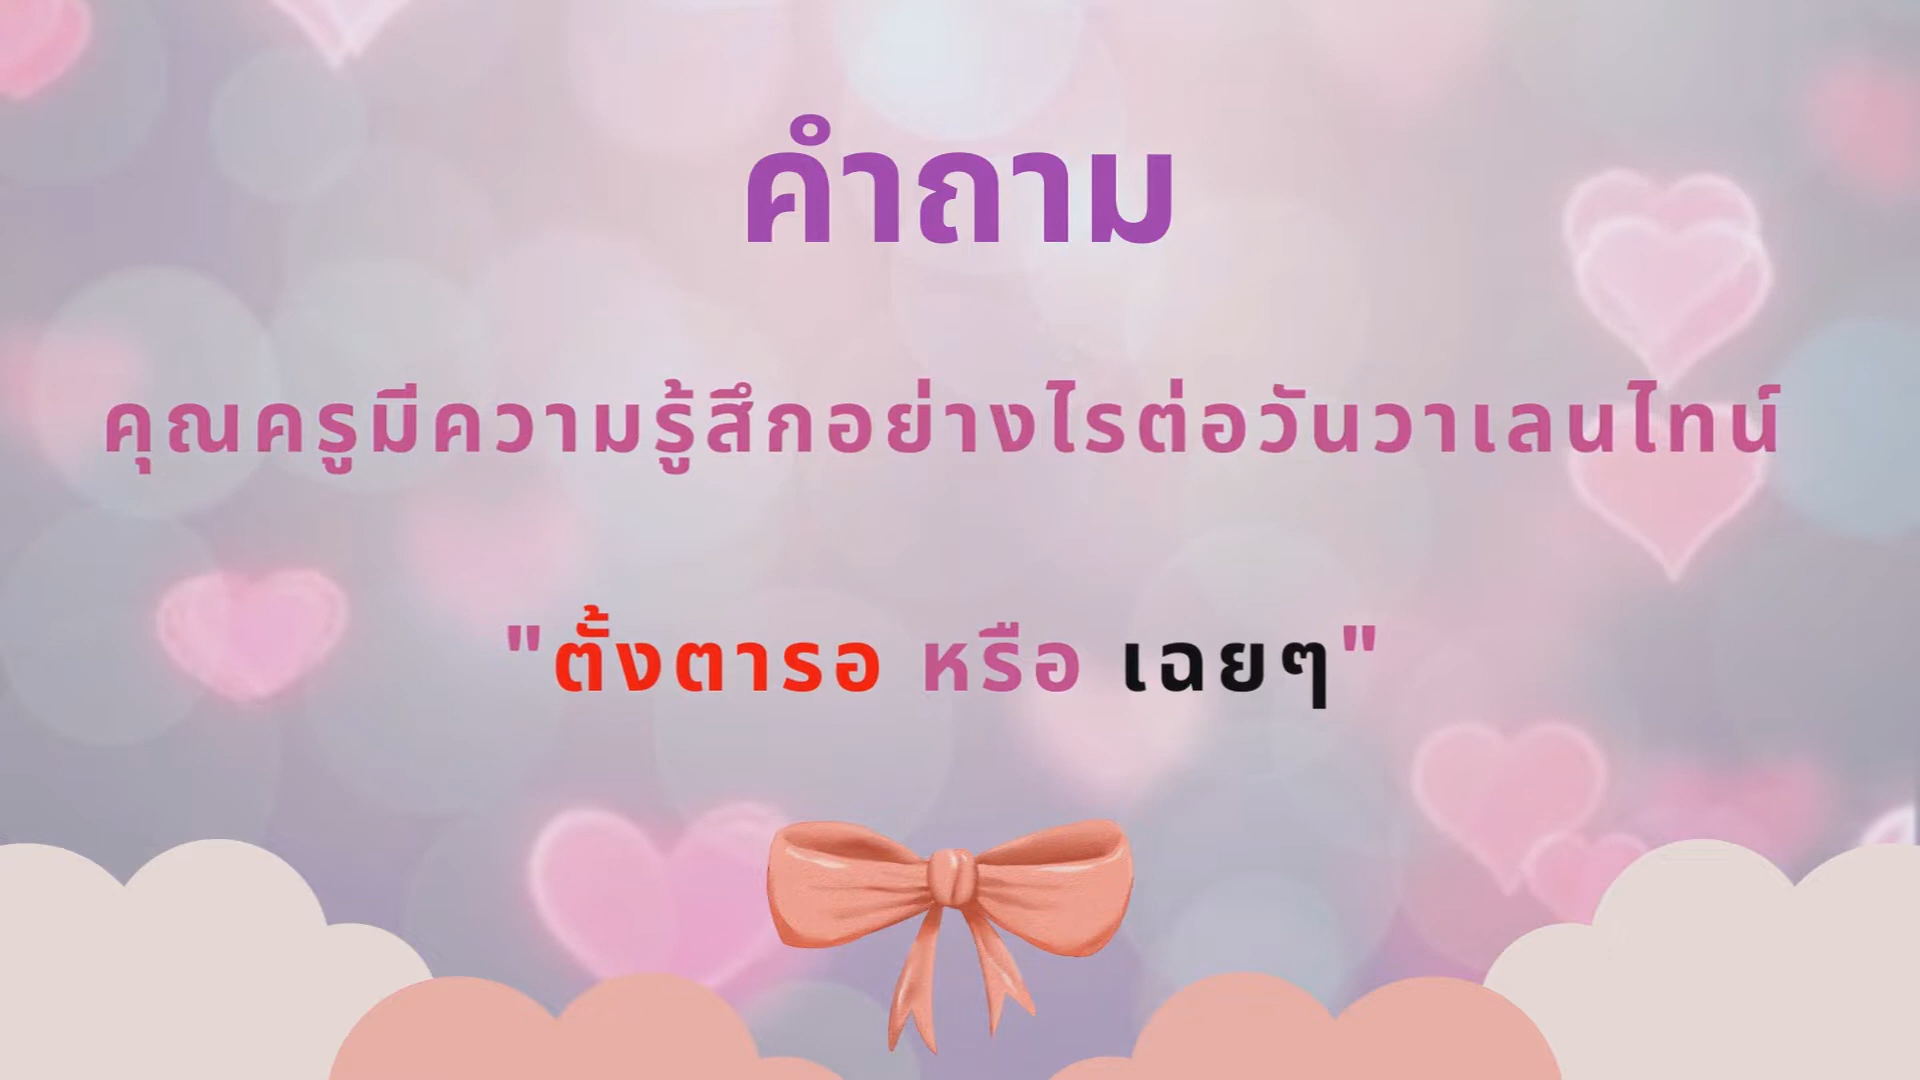 คำถาม
คุณครูมีความรู้สึกอย่างไรต่อวันวาเลนไทน์
"ตั้งตารอ หรือ เฉยๆ"